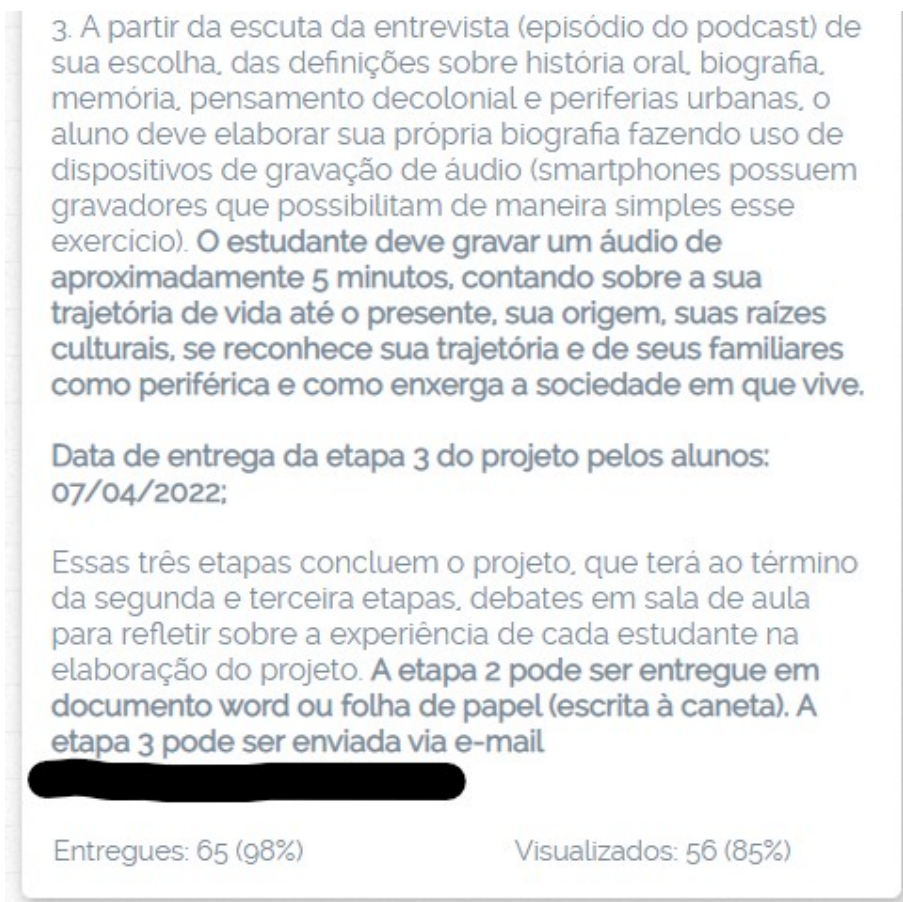 3. A partir da escuta da entrevista (episódio do podcast) de
sua escolha, das definições sobre história oral, biografia,
memória, pensamento decolonial e periferias urbanas, o
aluno deve elaborar sua própria biografia fazendo uso de
dispositivos de gravação de áudio (smartphones possuem
gravadores que possibilitam de maneira simples esse
exercício). O estudante deve gravar um áudio de
aproximadamente 5 minutos, contando sobre a sua
trajetória de vida até o presente, sua origem, suas raízes
culturais, se reconhece sua trajetória e de seus familiares
como periférica e como enxerga a sociedade em que vive.
Data de entrega da etapa 3 do projeto pelos alunos:
07/04/2022;
Essas três etapas concluem o projeto, que terá ao término
da segunda e terceira etapas, debates em sala de aula
para refletir sobre a experiência de cada estudante na
elaboração do projeto. A etapa 2 pode ser entregue em
documento word ou folha de papel (escrita à caneta). A
etapa 3 pode ser enviada via e-mail
Entregues: 65 (98%) Visualizados: 56 (85%)